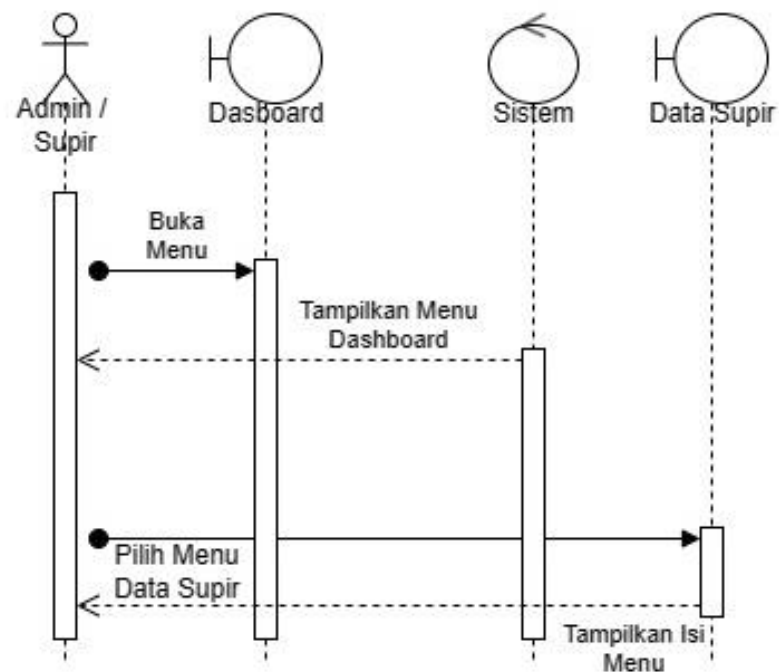 Admin /
Supir
Dasboard
Sistem
Data Supir
Buka
Menu
Tampilkan Menu
Dashboard
Pilih Menu
Data Supir
Tampilkan Isi
Menu